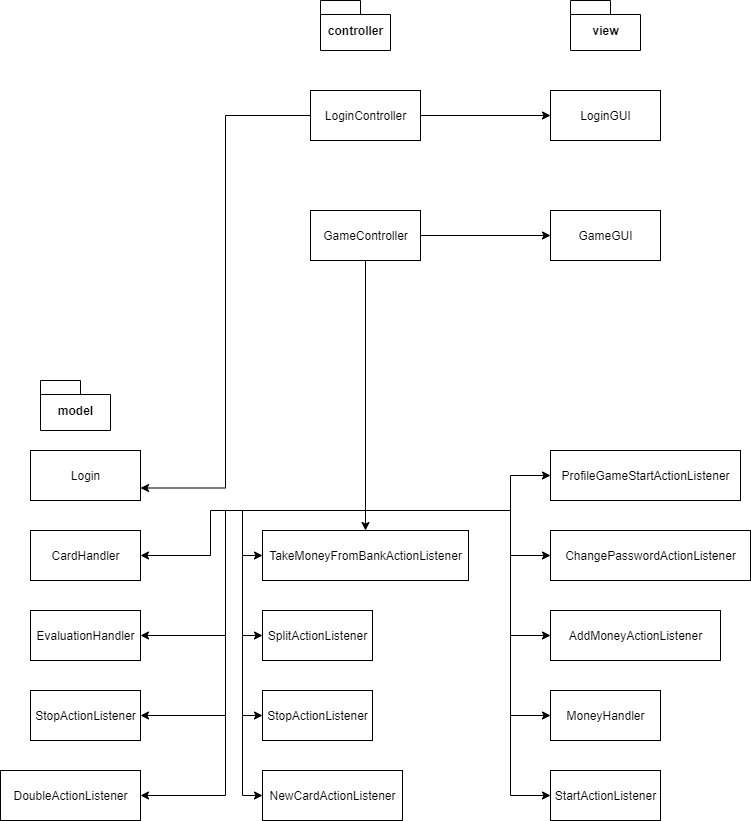 controller
view
LoginController
LoginGUI
GameController
GameGUI
model
Login
ProfileGameStartActionListener
CardHandler
TakeMoneyFromBankActionListener
ChangePasswordActionListener
EvaluationHandler
SplitActionListener
AddMoneyActionListener
StopActionListener
StopActionListener
MoneyHandler
DoubleActionListener
NewCardActionListener
StartActionListener